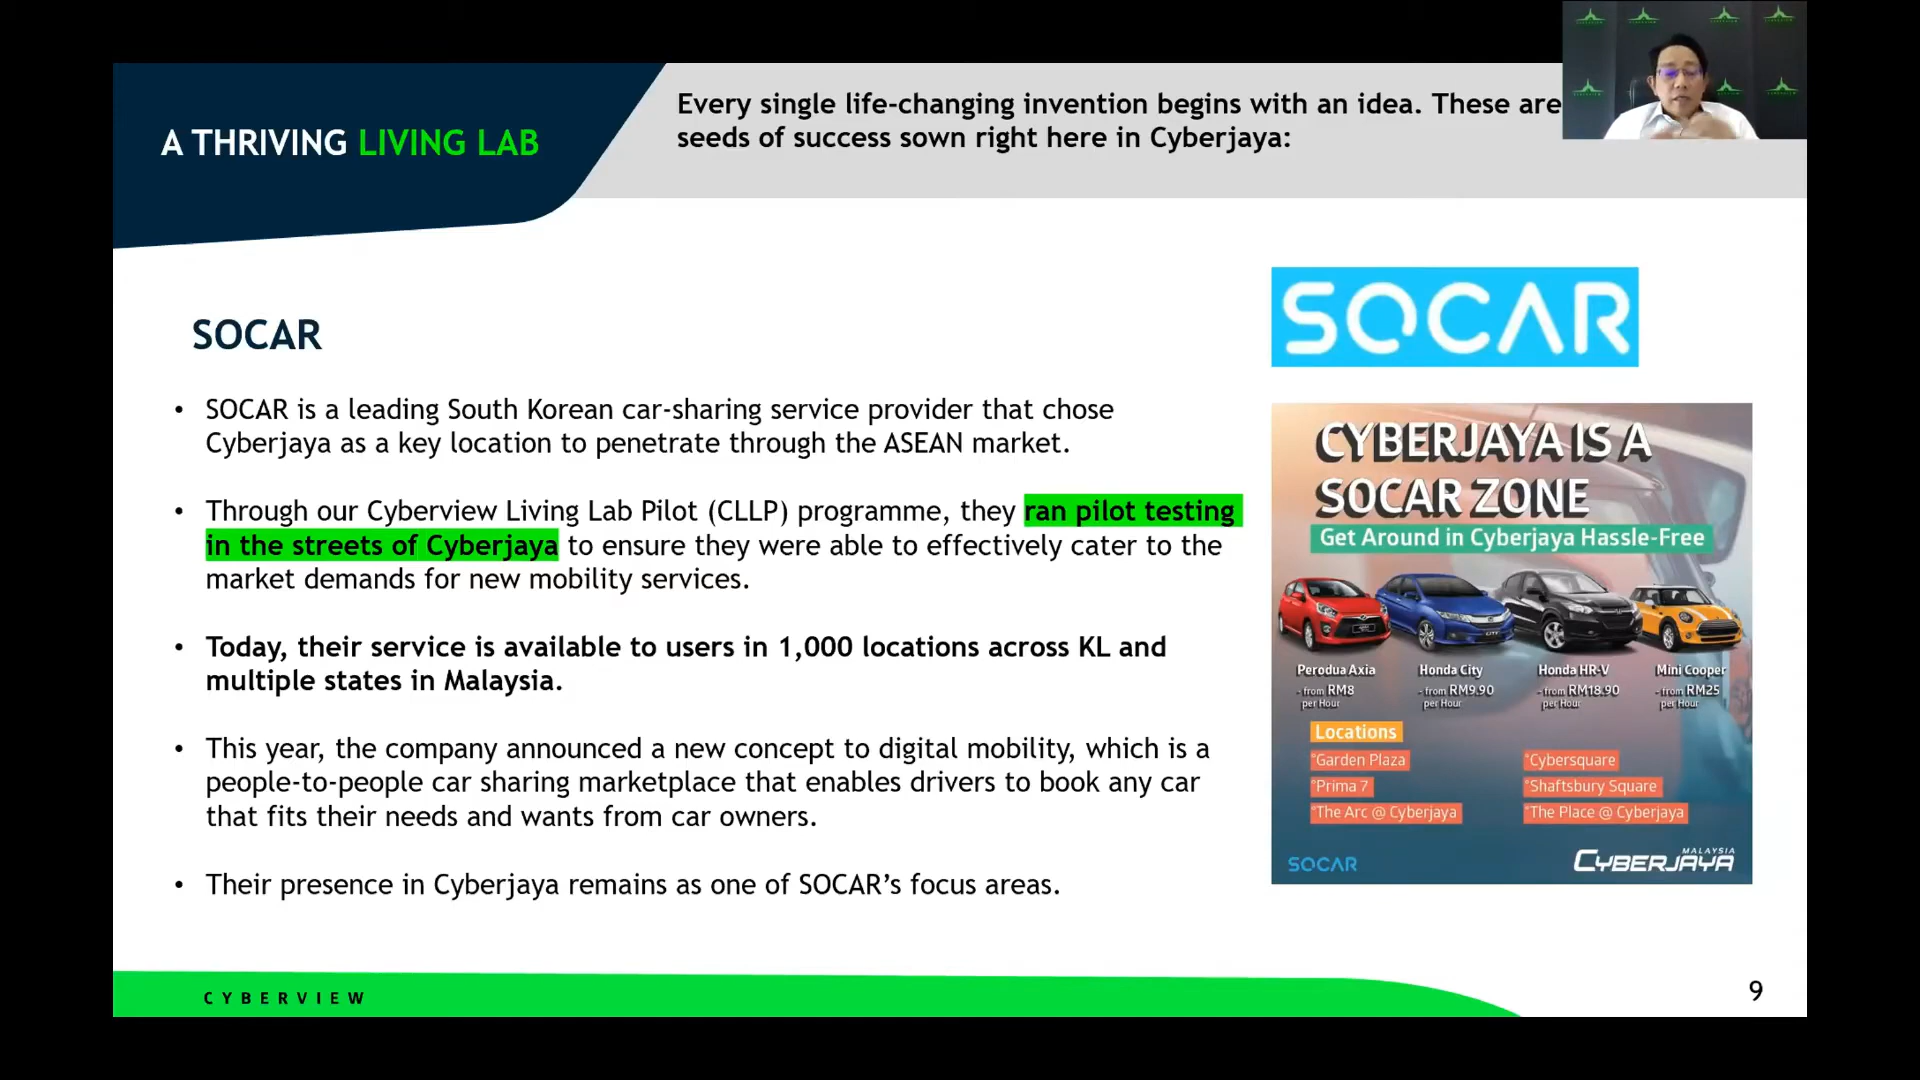 A THRIVING LIVING LAB
Every single life-changing invention begins with an idea. These are
seeds of success sown right here in Cyberjaya:
SOCAR
• SOCAR is a leading South Korean car-sharing service provider that chose
Cyberjaya as a key location to penetrate through the ASEAN market.
• Through our Cyberview Living Lab Pilot (CLLP) programme, they ran pilot testing
in the streets of Cyberjaya to ensure they were able to effectively cater to the
market demands for new mobility services.
• Today, their service is available to users in 1,000 locations across KL and
multiple states in Malaysia.
• This year, the company announced a new concept to digital mobility, which is a
people-to-people car sharing marketplace that enables drivers to book any car
that fits their needs and wants from car owners.
• Their presence in Cyberjaya remains as one of SOCAR’s focus areas.
SOCAR
CYBERJAYA IS A
SOCAR ZONE
Get Around in Cyberjaya Hassle-Free
Perodua Axia
- from RM8
per Hour
Honda City
- from RM9.90
per Hour
Honda HR-V
- from RM18.90
per Hour
Mini Cooper
- from RM25
per Hour
Locations
*Garden Plaza
*Prima 7
*The Arc @ Cyberjaya
*Cybersquare
*Shaftsbury Square
*The Place @ Cyberjaya
SOCAR
MALAYSIA
CYBERJAYA
CYBERVIEW
9